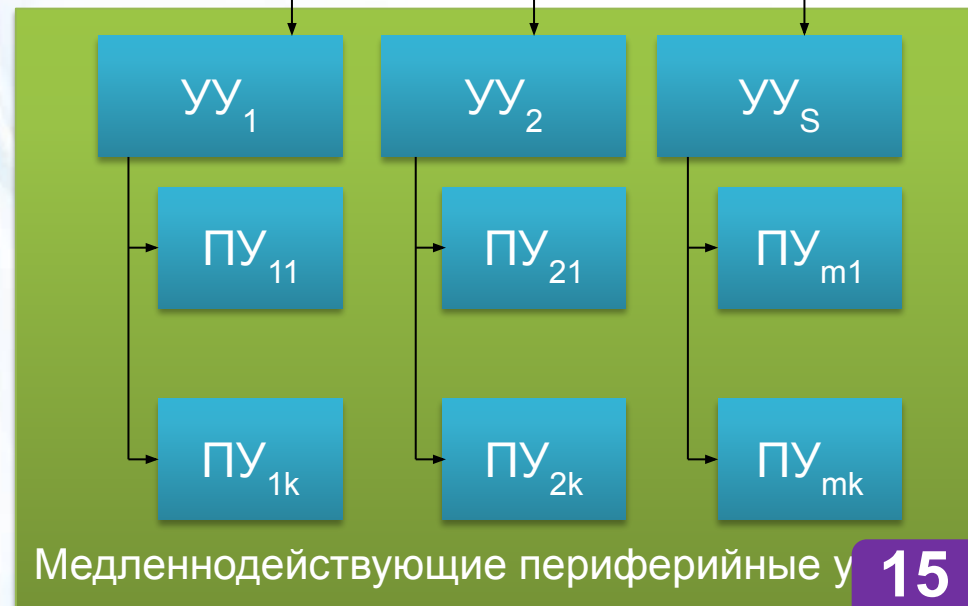 УУ1 УУ2 УУS
ПУ11 ПУ21 ПУm1
ПУ1k ПУ2k ПУmk
Медленнодействующие периферийные у
15